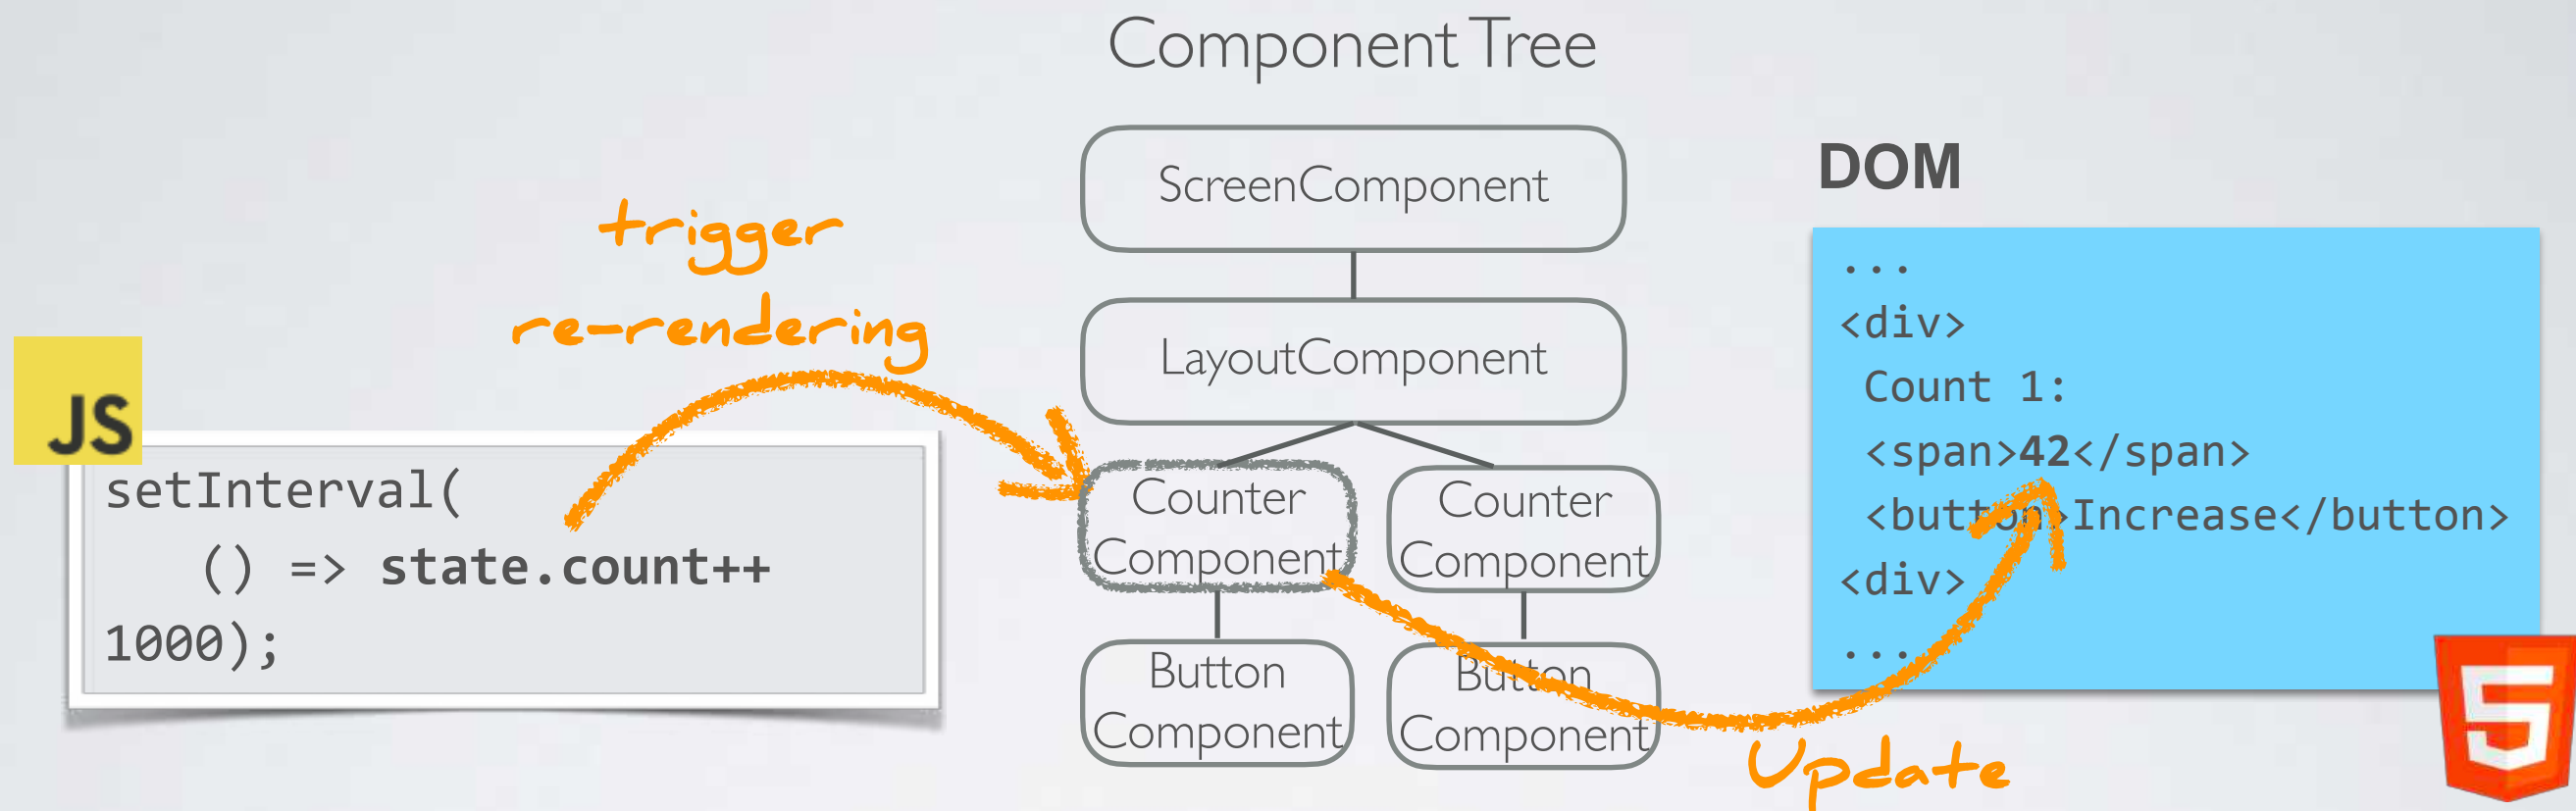 Component Tree
ScreenComponent
LayoutComponent
Counter
Component
Counter
Component
Button
Component
Button
Component
trigger
re-rendering
JS
setInterval(
() => state.count++
1000);
DOM
...
<div>
Count 1:
<span>42</span>
<button>Increase</button>
<div>
...
Update
5